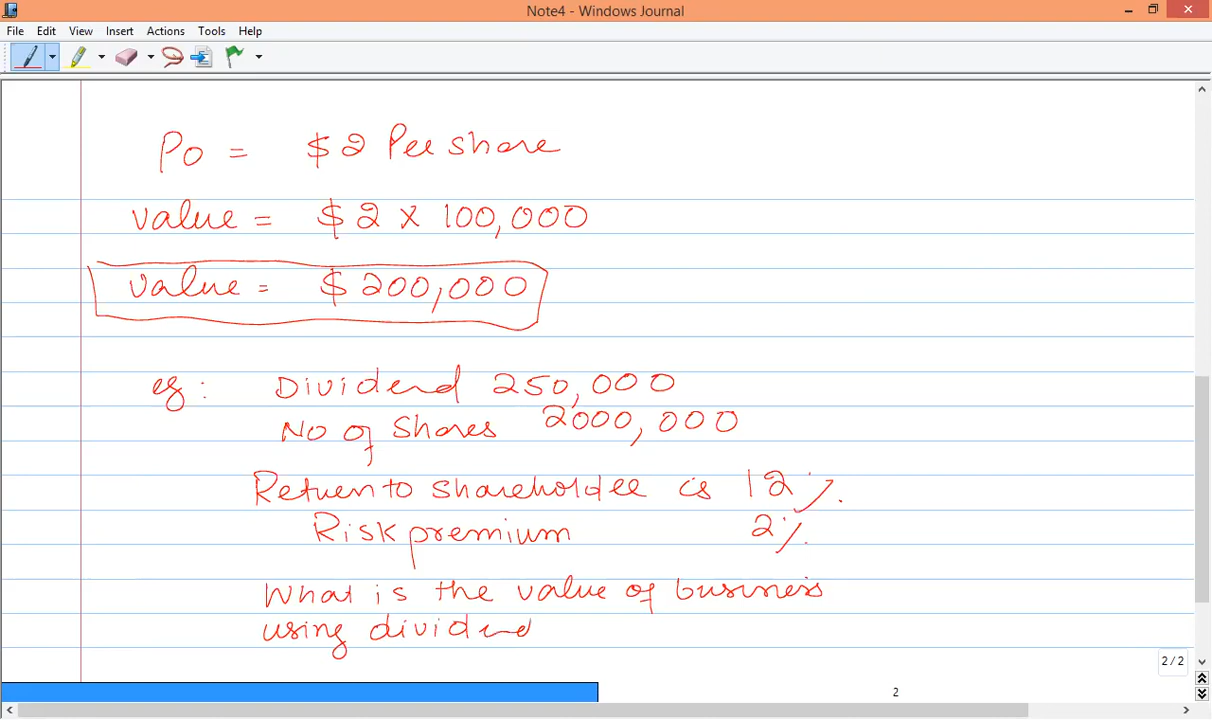 Note4 - Windows Journal
File Edit View Insert Actions Tools Help
Po = $2 Per share
value = $2 x 100,000
value = $200,000
eg: Dividend 250,000
No of shares 2000,000
Return to shareholder is 12%.
Risk premium 2%.
What is the value of business
using dividend
2 / 2
2